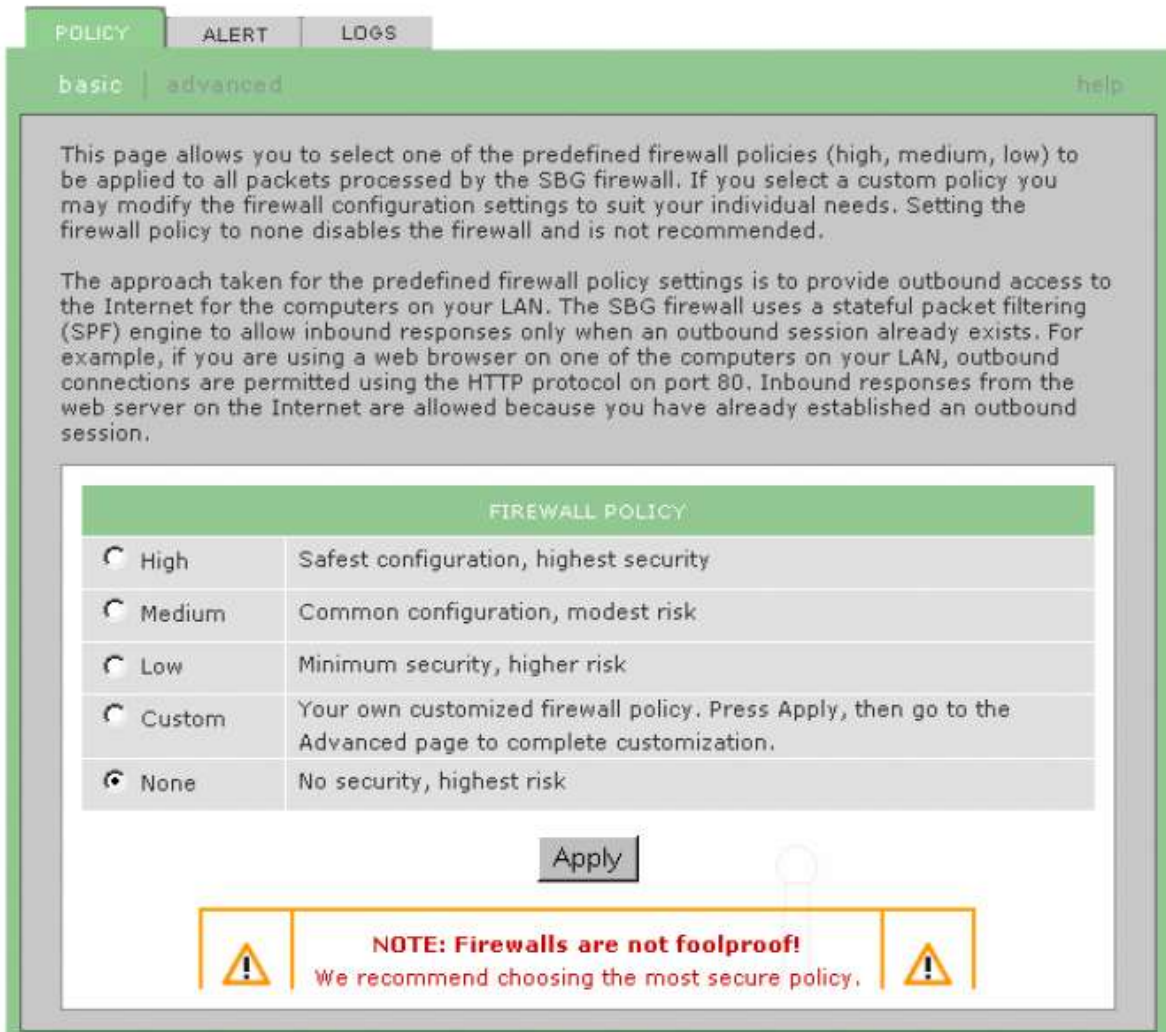 POLICY ALERT LOGS
basic | advanced help
This page allows you to select one of the predefined firewall policies (high, medium, low) to
be applied to all packets processed by the SBG firewall. If you select a custom policy you
may modify the firewall configuration settings to suit your individual needs. Setting the
firewall policy to none disables the firewall and is not recommended.
The approach taken for the predefined firewall policy settings is to provide outbound access to
the Internet for the computers on your LAN. The SBG firewall uses a stateful packet filtering
(SPF) engine to allow inbound responses only when an outbound session already exists. For
example, if you are using a web browser on one of the computers on your LAN, outbound
connections are permitted using the HTTP protocol on port 80. Inbound responses from the
web server on the Internet are allowed because you have already established an outbound
session.
FIREWALL POLICY
High Safest configuration, highest security
Medium Common configuration, modest risk
Low Minimum security, higher risk
Custom Your own customized firewall policy. Press Apply, then go to the
Advanced page to complete customization.
None No security, highest risk
Apply
NOTE: Firewalls are not foolproof!
We recommend choosing the most secure policy.